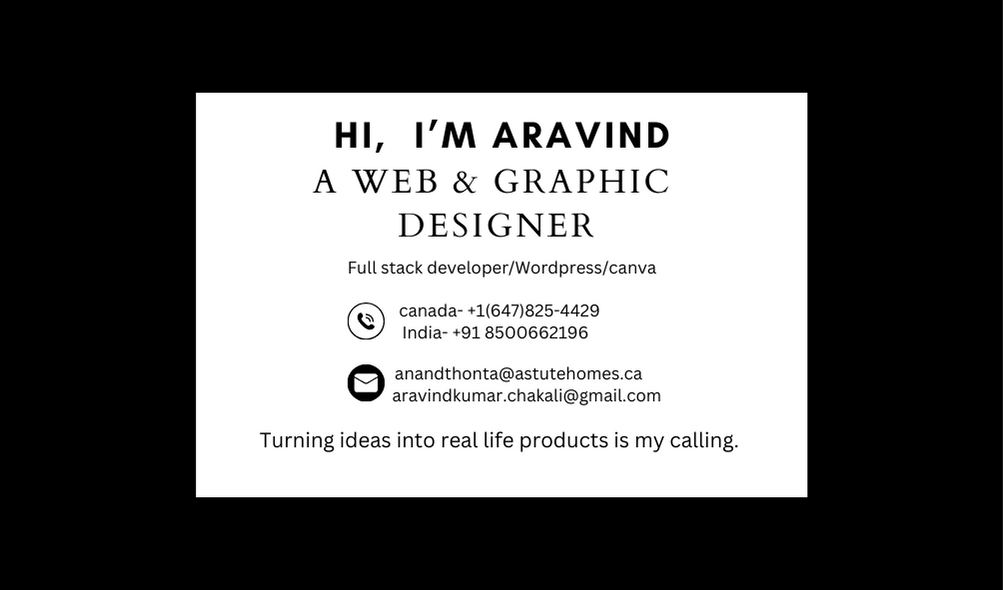 HI, I’M ARAVIND
A WEB & GRAPHIC
DESIGNER
Full stack developer/Wordpress/canva
canada- +1(647)825-4429
India- +91 8500662196
anandthonta@astutehomes.ca
aravindkumar.chakali@gmail.com
Turning ideas into real life products is my calling.